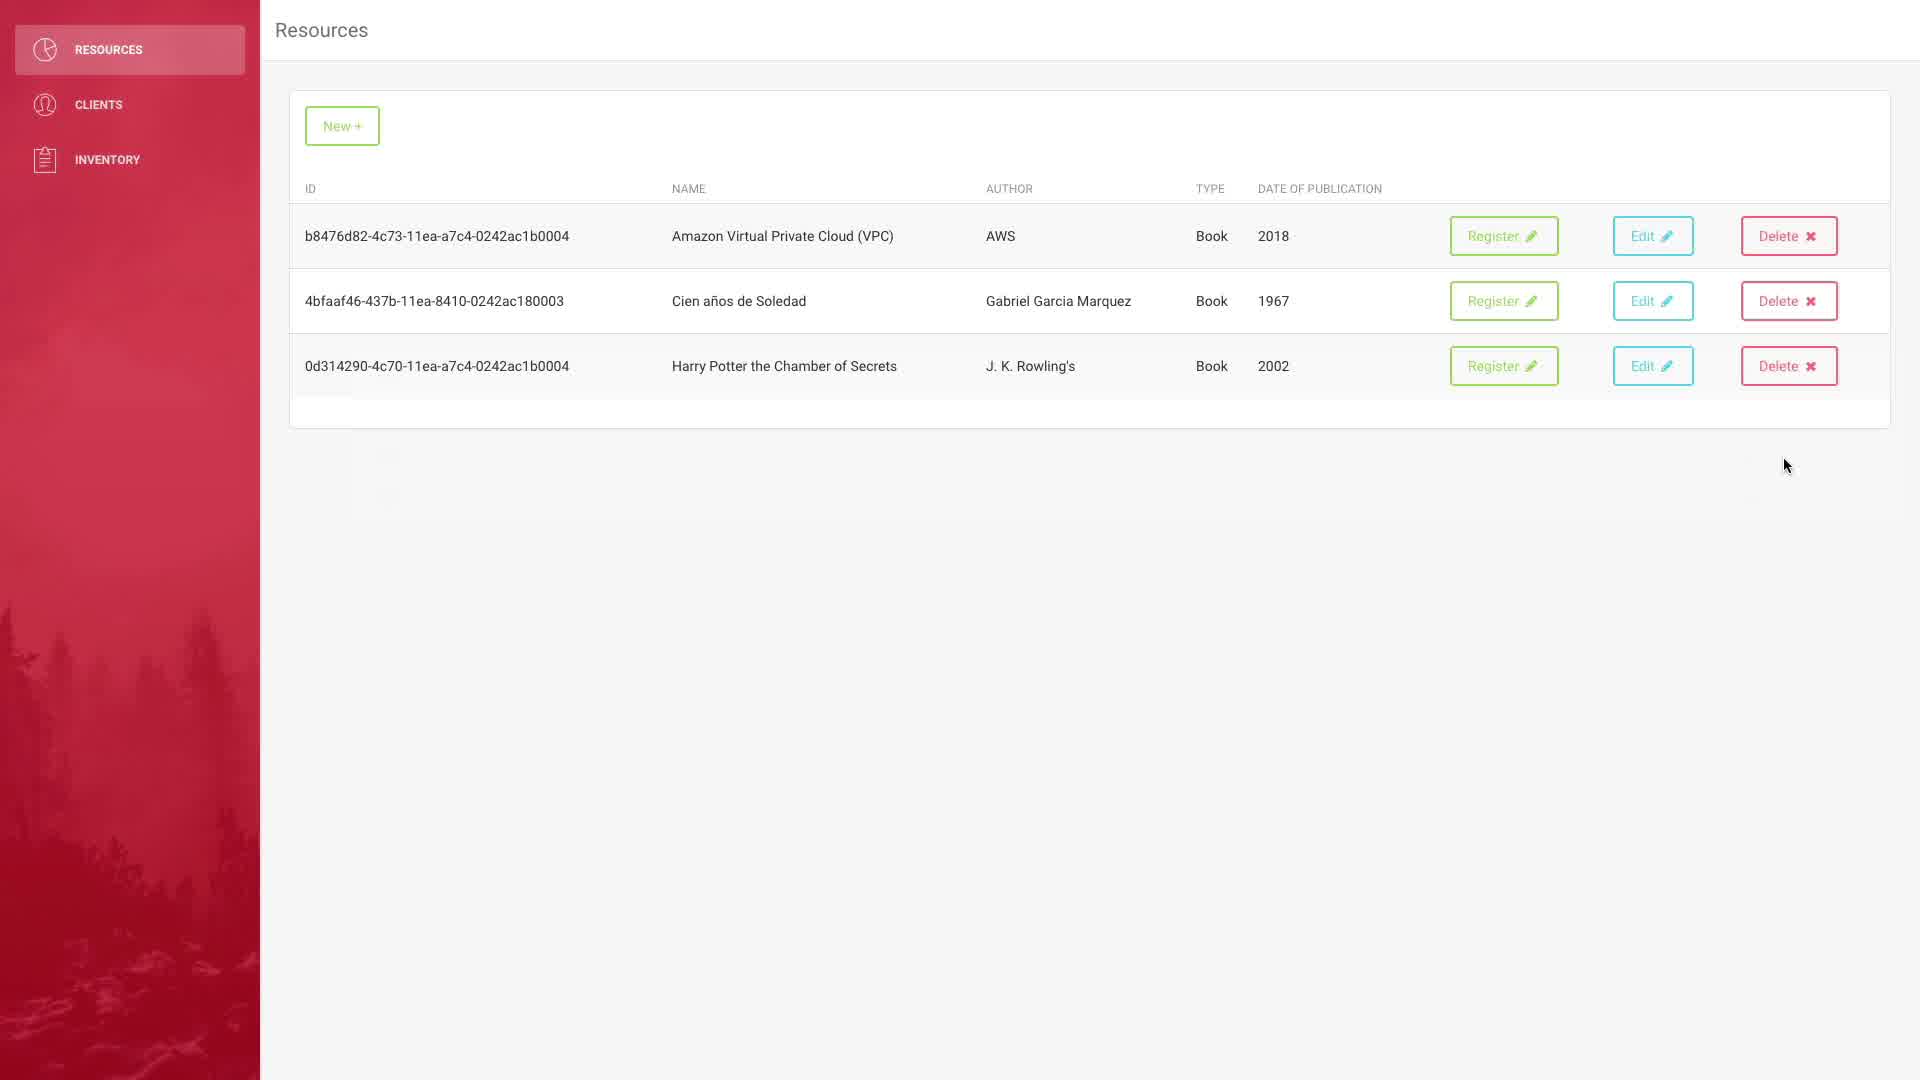 RESOURCES
CLIENTS
INVENTORY
Resources
New +
ID NAME AUTHOR TYPE DATE OF PUBLICATION
b8476d82-4c73-11ea-a7c4-0242ac1b0004 Amazon Virtual Private Cloud (VPC) AWS Book 2018 Register Edit Delete
4bfaaf46-437b-11ea-8410-0242ac180003 Cien años de Soledad Gabriel Garcia Marquez Book 1967 Register Edit Delete
0d314290-4c70-11ea-a7c4-0242ac1b0004 Harry Potter the Chamber of Secrets J. K. Rowling's Book 2002 Register Edit Delete